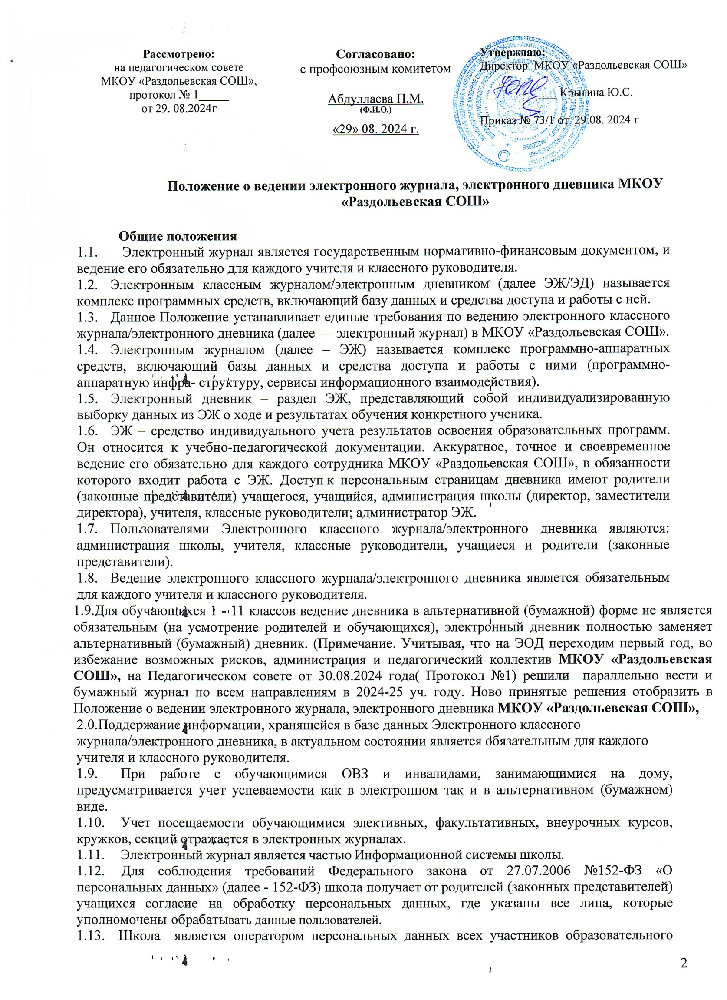 Рассмотрено:
на педагогическом совете
МКОУ «Раздольевская СОШ»,
протокол № 1_____
от 29. 08.2024г
Согласовано:
с профсоюзным комитетом
Абдуллаева П.М.
(Ф.И.О.)
«29» 08. 2024 г.
Утверждаю:
Директор МКОУ «Раздольевская СОШ»
_____________ Крыгина Ю.С.
Приказ № 73/1 от 29.08. 2024 г
Положение о ведении электронного журнала, электронного дневника МКОУ
«Раздольевская СОШ»
Общие положения
1.1. Электронный журнал является государственным нормативно-финансовым документом, и
ведение его обязательно для каждого учителя и классного руководителя.
1.2. Электронным классным журналом/электронным дневником (далее ЭЖ/ЭД) называется
комплекс программных средств, включающий базу данных и средства доступа и работы с ней.
1.3. Данное Положение устанавливает единые требования по ведению электронного классного
журнала/электронного дневника (далее — электронный журнал) в МКОУ «Раздольевская СОШ».
1.4. Электронным журналом (далее – ЭЖ) называется комплекс программно-аппаратных
средств, включающий базы данных и средства доступа и работы с ними (программно-
аппаратную инфра- структуру, сервисы информационного взаимодействия).
1.5. Электронный дневник – раздел ЭЖ, представляющий собой индивидуализированную
выборку данных из ЭЖ о ходе и результатах обучения конкретного ученика.
1.6. ЭЖ – средство индивидуального учета результатов освоения образовательных программ.
Он относится к учебно-педагогической документации. Аккуратное, точное и своевременное
ведение его обязательно для каждого сотрудника МКОУ «Раздольевская СОШ», в обязанности
которого входит работа с ЭЖ. Доступ к персональным страницам дневника имеют родители
(законные представители) учащегося, учащийся, администрация школы (директор, заместители
директора), учителя, классные руководители; администратор ЭЖ.
1.7. Пользователями Электронного классного журнала/электронного дневника являются:
администрация школы, учителя, классные руководители, учащиеся и родители (законные
представители).
1.8. Ведение электронного классного журнала/электронного дневника является обязательным
для каждого учителя и классного руководителя.
1.9.Для обучающихся 1 - 11 классов ведение дневника в альтернативной (бумажной) форме не является
обязательным (на усмотрение родителей и обучающихся), электронный дневник полностью заменяет
альтернативный (бумажный) дневник. (Примечание. Учитывая, что на ЭОД переходим первый год, во
избежание возможных рисков, администрация и педагогический коллектив МКОУ «Раздольевская
СОШ», на Педагогическом совете от 30.08.2024 года( Протокол №1) решили параллельно вести и
бумажный журнал по всем направлениям в 2024-25 уч. году. Ново принятые решения отобразить в
Положение о ведении электронного журнала, электронного дневника МКОУ «Раздольевская СОШ»,
2.0.Поддержание информации, хранящейся в базе данных Электронного классного
журнала/электронного дневника, в актуальном состоянии является обязательным для каждого
учителя и классного руководителя.
1.9. При работе с обучающимися ОВЗ и инвалидами, занимающимися на дому,
предусматривается учет успеваемости как в электронном так и в альтернативном (бумажном)
виде.
1.10. Учет посещаемости обучающимися элективных, факультативных, внеурочных курсов,
кружков, секций отражается в электронных журналах.
1.11. Электронный журнал является частью Информационной системы школы.
1.12. Для соблюдения требований Федерального закона от 27.07.2006 №152-ФЗ «О
персональных данных» (далее - 152-ФЗ) школа получает от родителей (законных представителей)
учащихся согласие на обработку персональных данных, где указаны все лица, которые
уполномочены обрабатывать данные пользователей.
1.13. Школа является оператором персональных данных всех участников образовательного
2